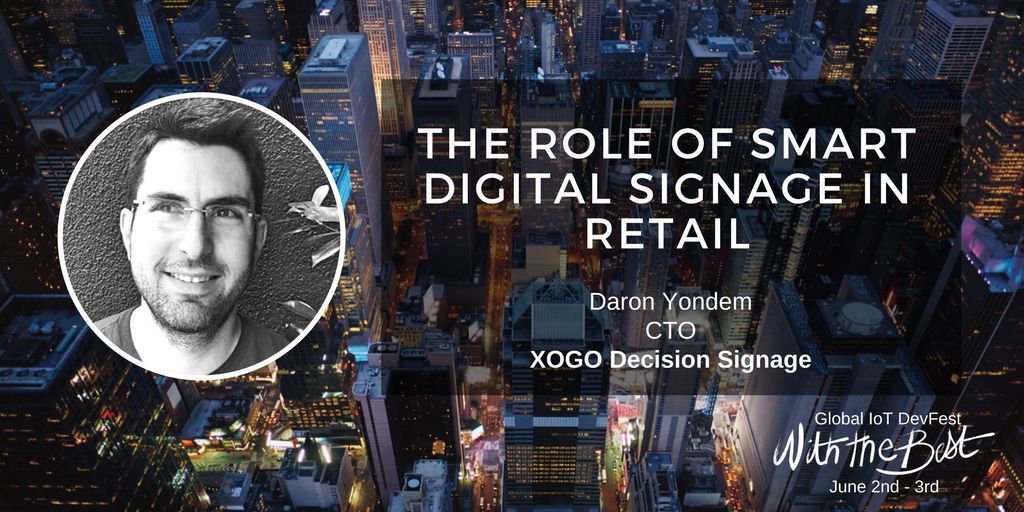 THE ROLE OF SMART
DIGITAL SIGNAGE IN
RETAIL
Daron Yondem
CTO
XOGO Decision Signage
Global IoT DevFest
With the Best
June 2nd - 3rd